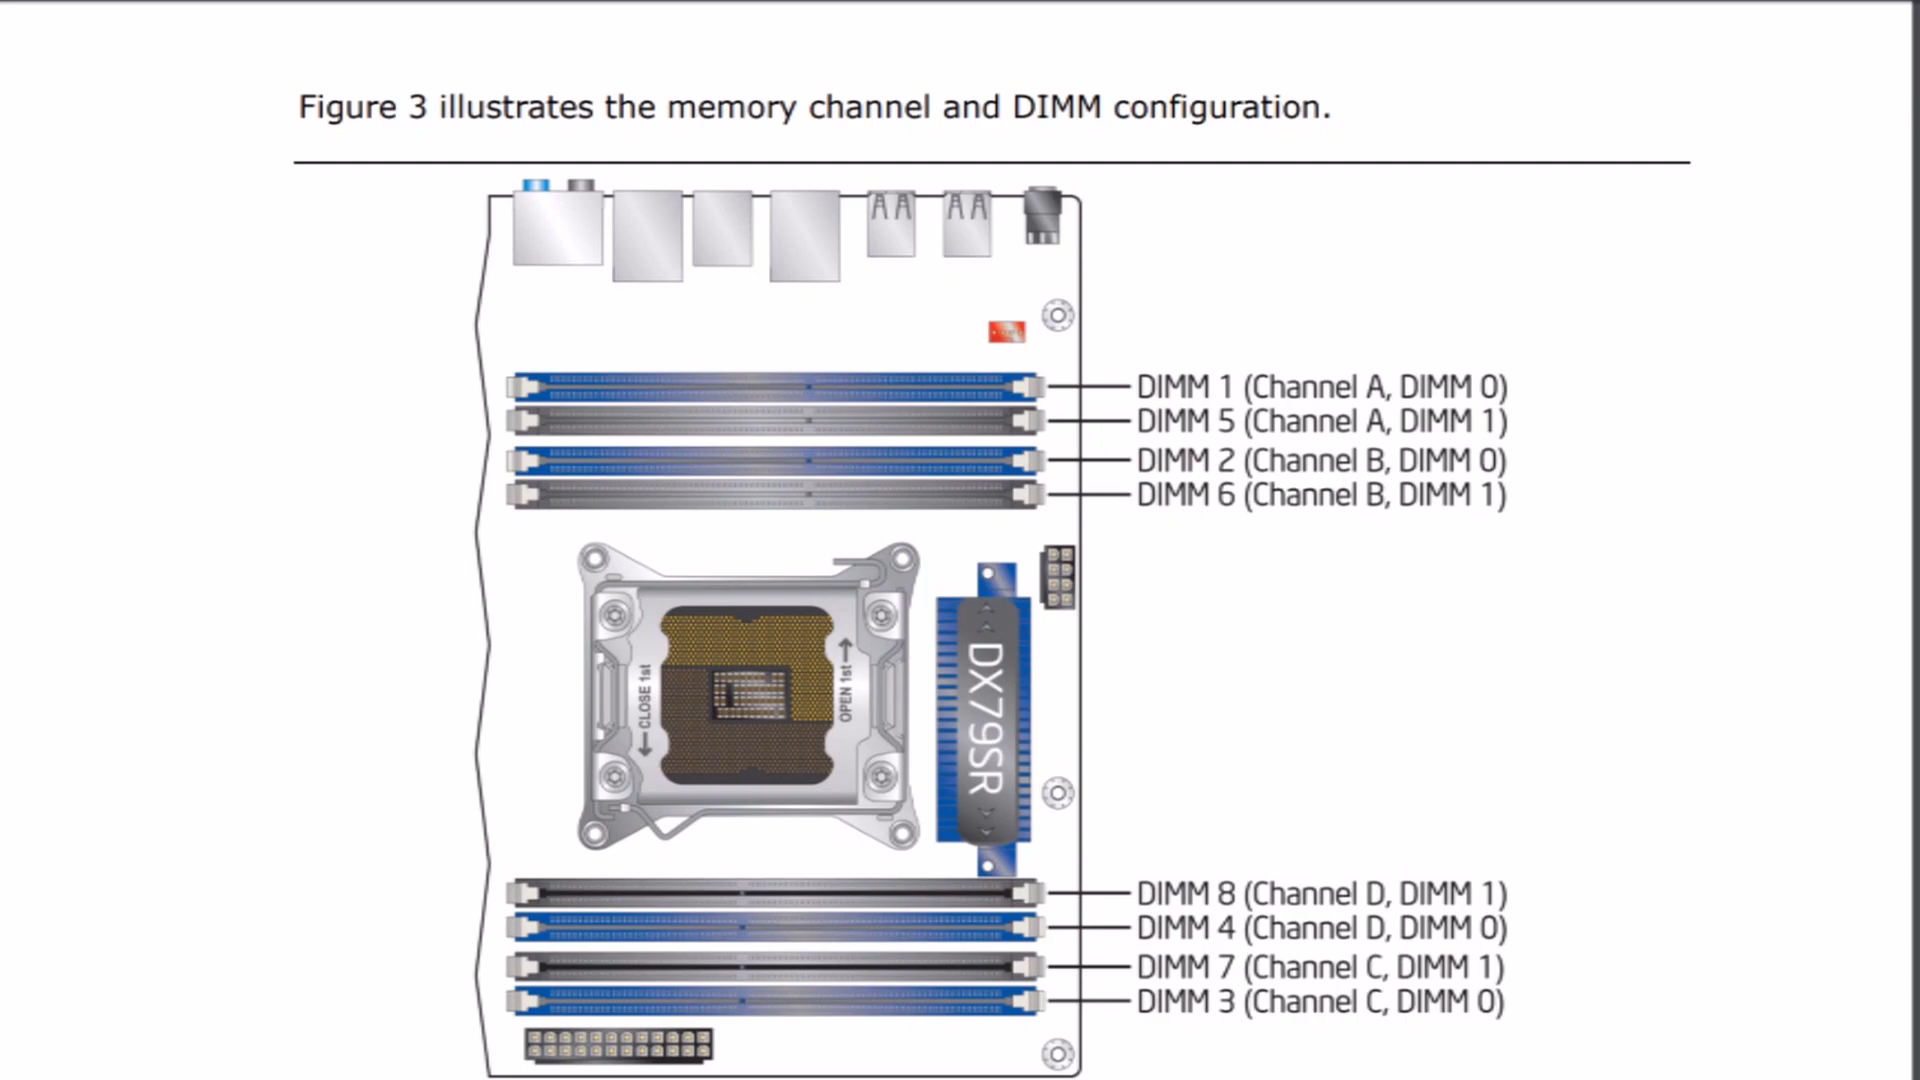 Figure 3 illustrates the memory channel and DIMM configuration.
DIMM 1 (Channel A, DIMM 0)
DIMM 5 (Channel A, DIMM 1)
DIMM 2 (Channel B, DIMM 0)
DIMM 6 (Channel B, DIMM 1)
CLOSE 1st
OPEN 1st
DX79SR
DIMM 8 (Channel D, DIMM 1)
DIMM 4 (Channel D, DIMM 0)
DIMM 7 (Channel C, DIMM 1)
DIMM 3 (Channel C, DIMM 0)